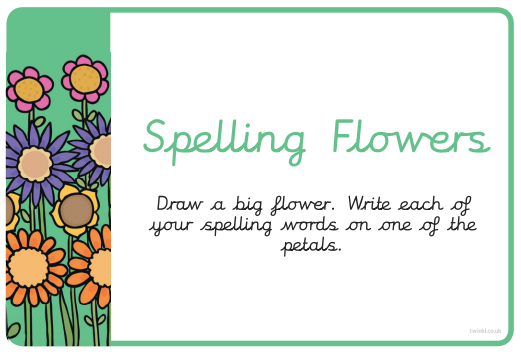 Spelling Flowers
Draw a big flower. Write each of
your spelling words on one of the
petals.
twinkl.co.uk